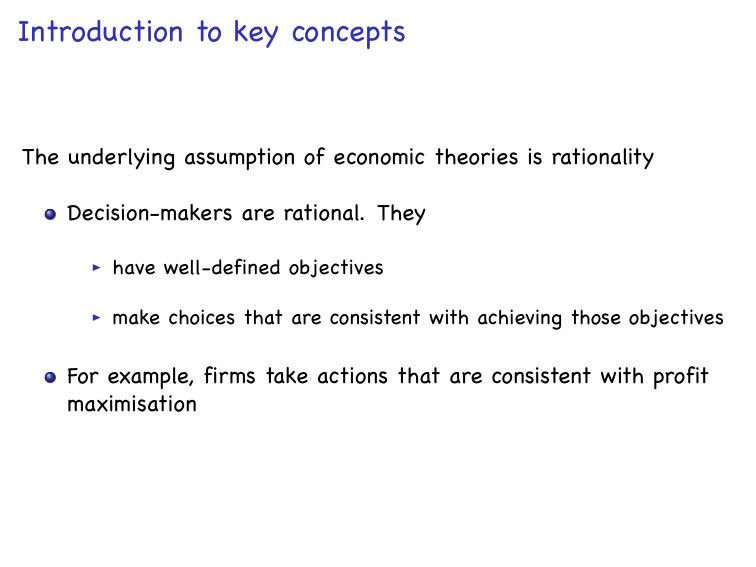 Introduction to key concepts
The underlying assumption of economic theories is rationality
Decision-makers are rational. They
have well-defined objectives
make choices that are consistent with achieving those objectives
For example, firms take actions that are consistent with profit
maximisation